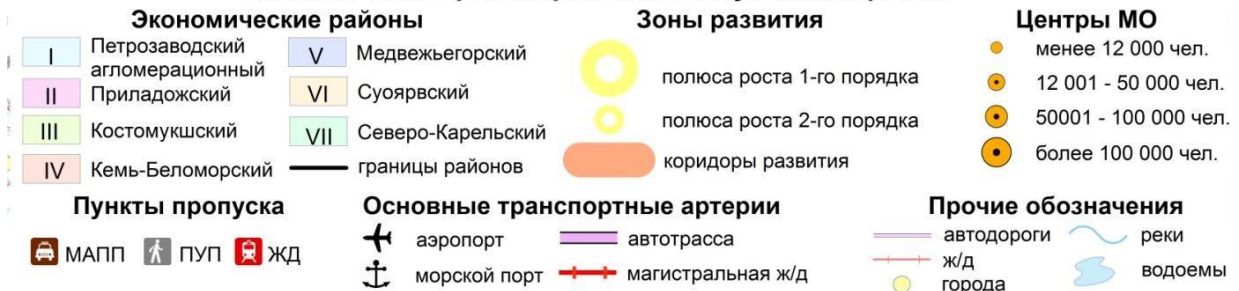 Экономические районы
I Петрозаводский
агломерационный
II Приладожский
III Костомукшский
IV Кемь-Беломорский
V Медвежьегорский
VI Суоярвский
VII Северо-Карельский
границы районов
Зоны развития
полюса роста 1-го порядка
полюса роста 2-го порядка
коридоры развития
Центры МО
менее 12 000 чел.
12 001 - 50 000 чел.
50001 - 100 000 чел.
более 100 000 чел.
Пункты пропуска
МАПП ПУП ЖД
Основные транспортные артерии
аэропорт
морской порт
автотрасса
магистральная ж/д
Прочие обозначения
автодороги
ж/д
города
реки
водоемы